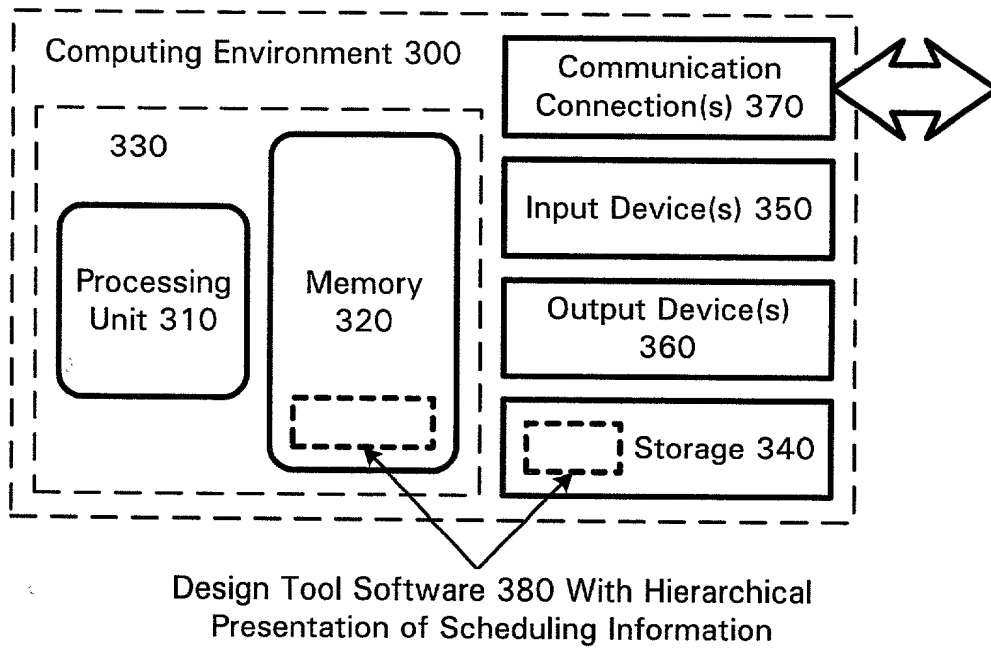 Computing Environment 300
330
Processing
Unit 310
Memory
320
Communication
Connection(s) 370
Input Device(s) 350
Output Device(s)
360
Storage 340
Design Tool Software 380 With Hierarchical
Presentation of Scheduling Information